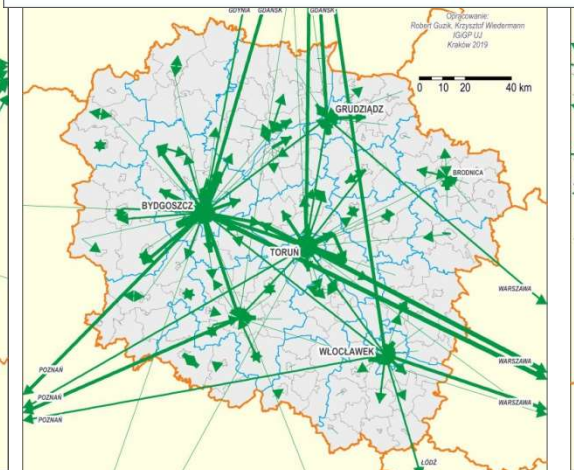 GDYNIA GDAŃSK GDAŃSK
Opracowanie:
Robert Guzik, Krzysztof Wiedermann
IGiGP UJ
Kraków 2019
0 10 20 40 km
GRUDZIĄDZ
BRODNICA
BYDGOSZCZ
TORUŃ
WARSZAWA
WŁOCŁAWEK
WARSZAWA
POZNAŃ
POZNAŃ
WARSZAWA
POZNAŃ
ŁÓDŹ